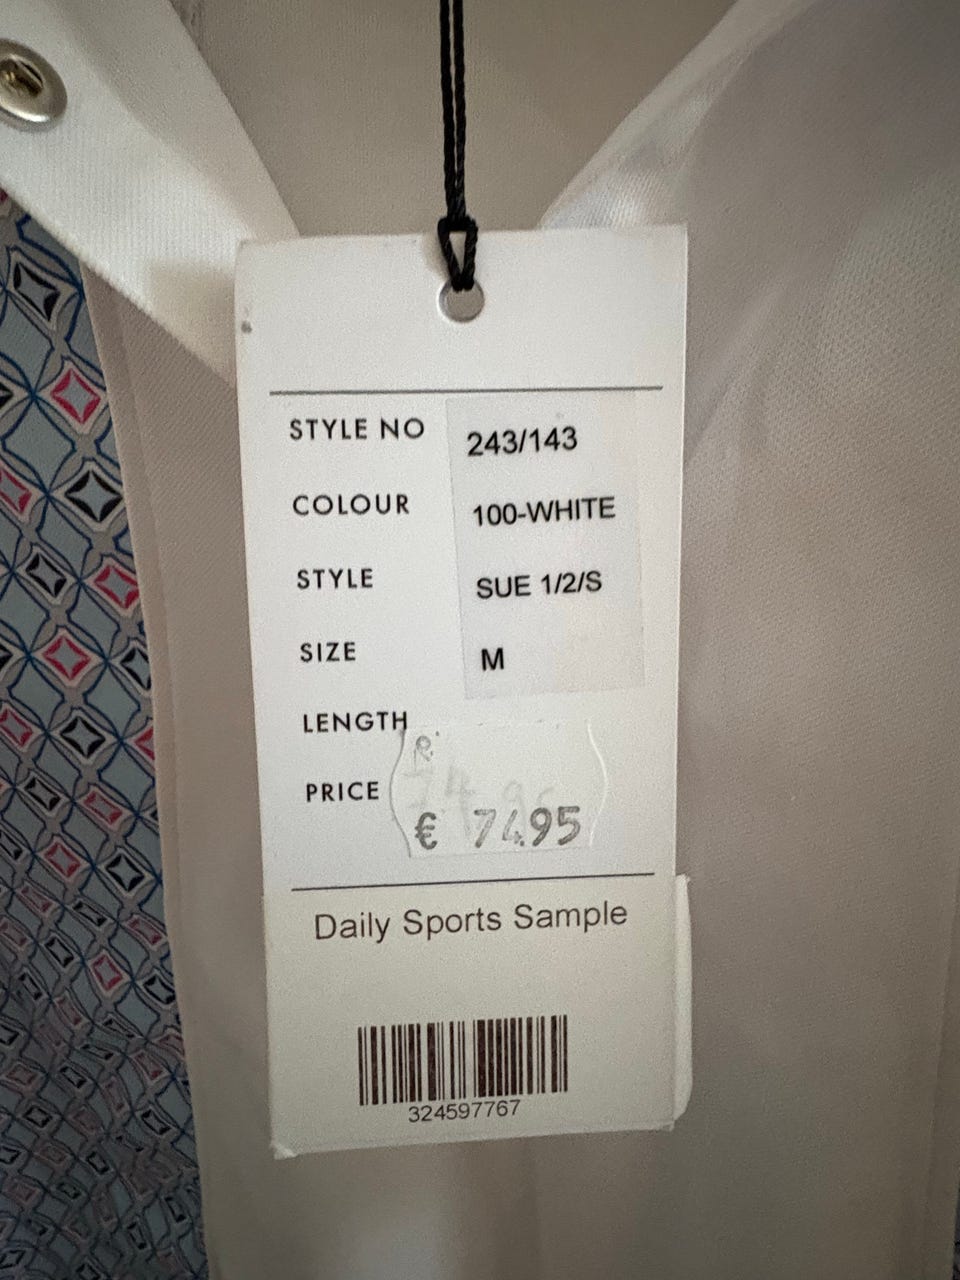 STYLE NO 243/143
COLOUR 100-WHITE
STYLE SUE 1/2/S
SIZE M
LENGTH
PRICE
€ 74.95
Daily Sports Sample
324597767